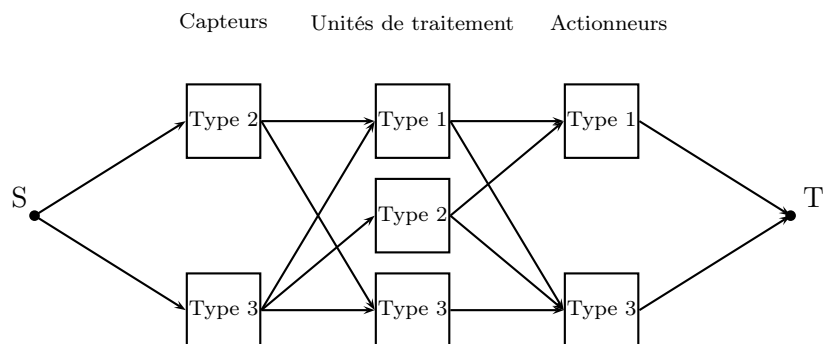 Capteurs Unités de traitement Actionneurs
Type 2 Type 1 Type 1
S Type 2 T
Type 3 Type 3 Type 3